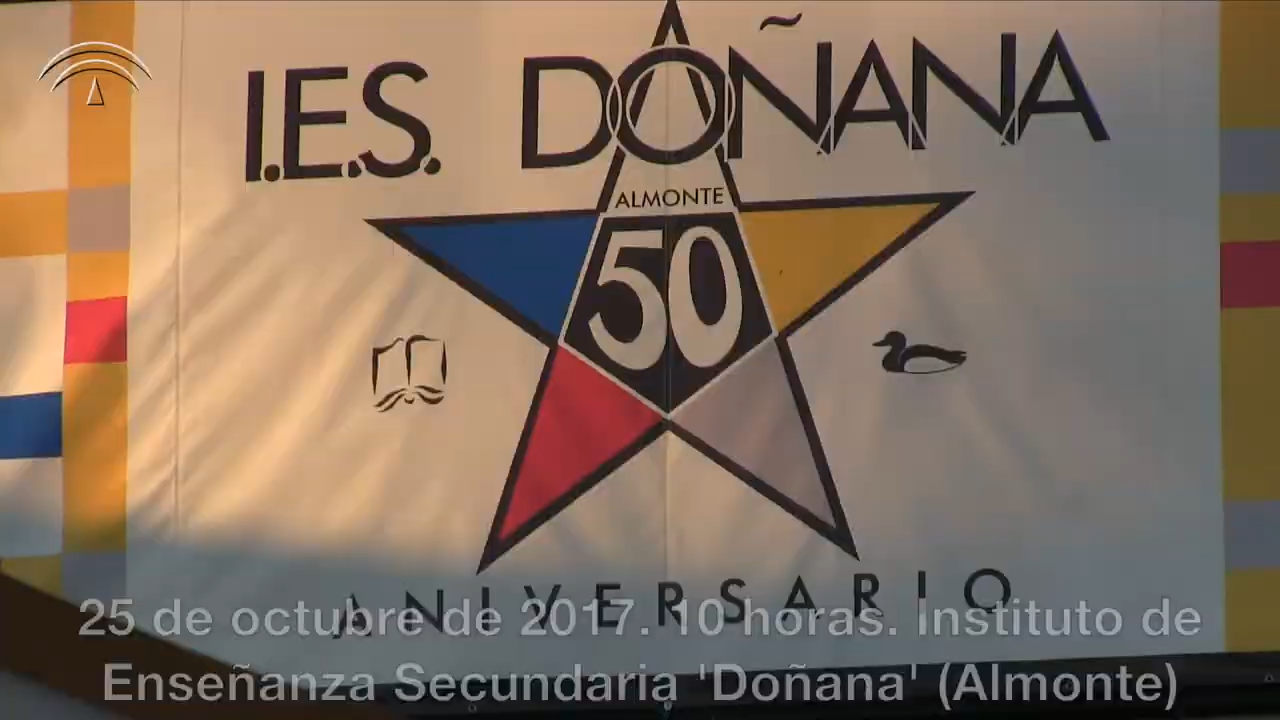 I.E.S. DOÑANA
ALMONTE
50
ANIVERSARIO
25 de octubre de 2017. 10 horas. Instituto de
Enseñanza Secundaria 'Doñana' (Almonte)